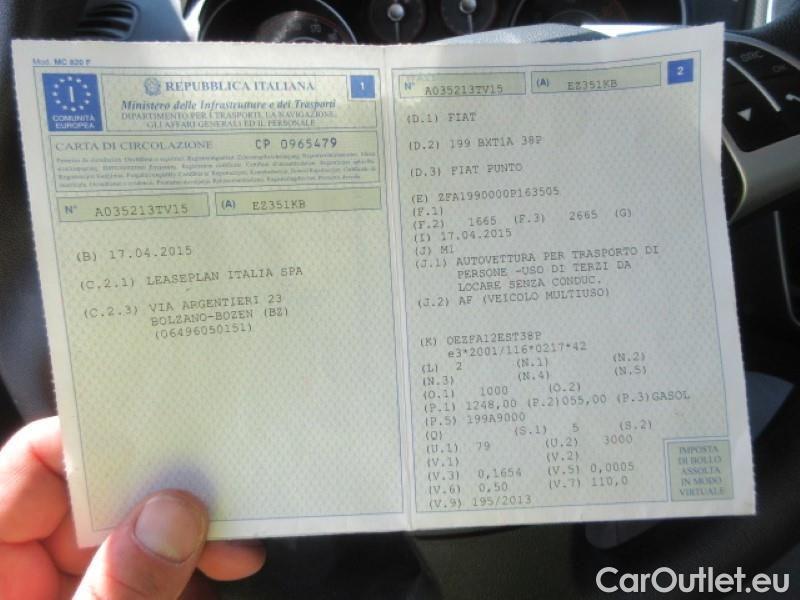 Mod. MC 820 F
I
COMUNITÀ
EUROPEA
REPUBBLICA ITALIANA
1
Ministero delle Infrastrutture e dei Trasporti
DIPARTIMENTO PER I TRASPORTI, LA NAVIGAZIONE,
GLI AFFARI GENERALI ED IL PERSONALE
CARTA DI CIRCOLAZIONE CP 0965479
N° A035213TV15 (A) EZ351KB
(B) 17.04.2015
(C.2.1) LEASEPLAN ITALIA SPA
(C.2.3) VIA ARGENTIERI 23
BOLZANO-BOZEN (BZ)
(06496050151)
N° A035213TV15 (A) EZ351KB
2
(D.1) FIAT
(D.2) 199 BXT1A 38P
(D.3) FIAT PUNTO
(E) ZFA1990000P163505
(F.1)
(F.2) 1665 (F.3) 2665 (G)
(I) 17.04.2015
(J) M1
(J.1) AUTOVETTURA PER TRASPORTO DI
PERSONE -USO DI TERZI DA
LOCARE SENZA CONDUC.
(J.2) AF (VEICOLO MULTIUSO)
(K) OEZFA12EST38P
e3*2001/116*0217*42
(L) 2 (N.1) (N.2)
(N.3) (N.4) (N.5)
(O.1) 1000 (O.2)
(P.1) 1248,00 (P.2)055,00 (P.3)GASOL
(P.5) 199A9000
(Q) (S.1) 5 (S.2)
(U.1) 79 (U.2) 3000
(V.1) (V.2)
(V.3) 0,1654 (V.5) 0,0005
(V.6) 0,50 (V.7) 110,0
(V.9) 195/2013
IMPOSTA
DI BOLLO
ASSOLTA
IN MODO
VIRTUALE
CarOutlet.eu